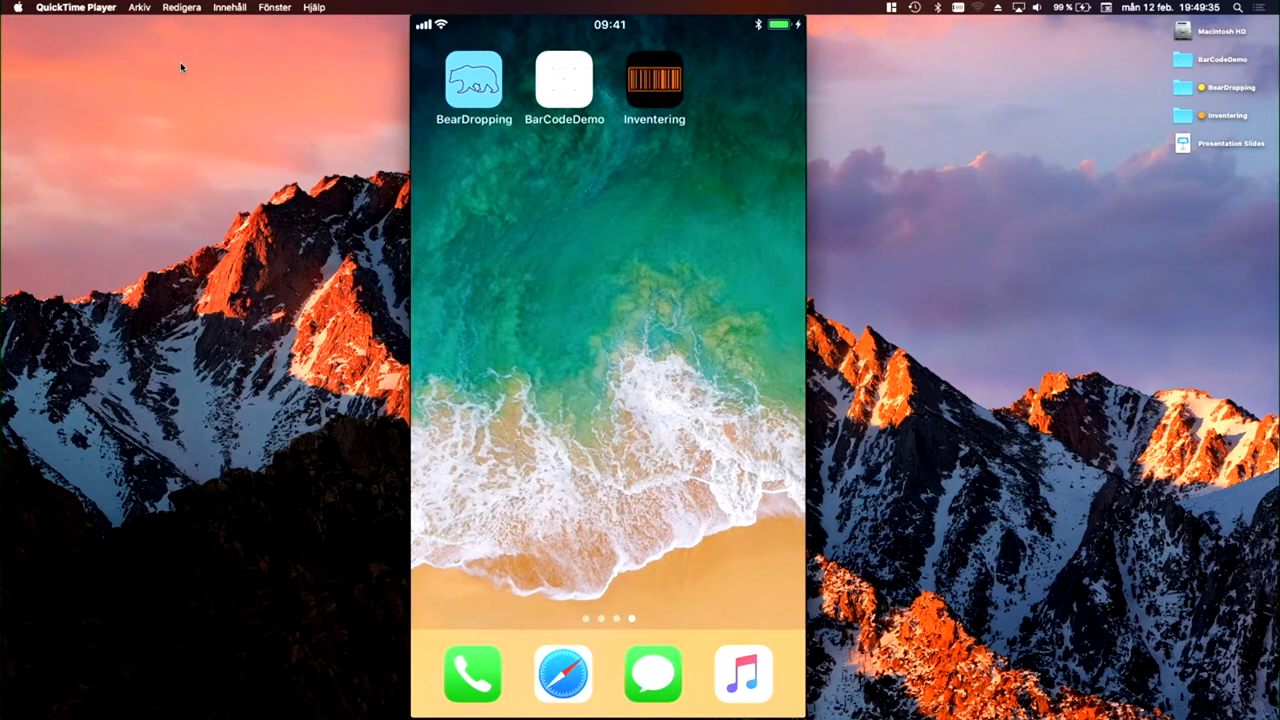 QuickTime Player Arkiv Redigera Innehåll Fönster Hjälp 99 % mån 12 feb. 19:49:35
09:41
BearDropping BarCodeDemo Inventering
Macintosh HD
BarCodeDemo
BearDropping
Inventering
Presentation Slides